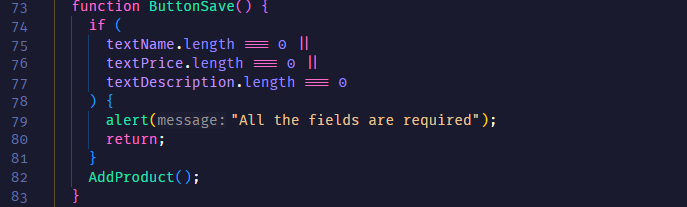 73 function ButtonSave() {
74 if (
75 textName.length === 0 ||
76 textPrice.length === 0 ||
77 textDescription.length === 0
78 ) {
79 alert(message: "All the fields are required");
80 return;
81 }
82 AddProduct();
83 }